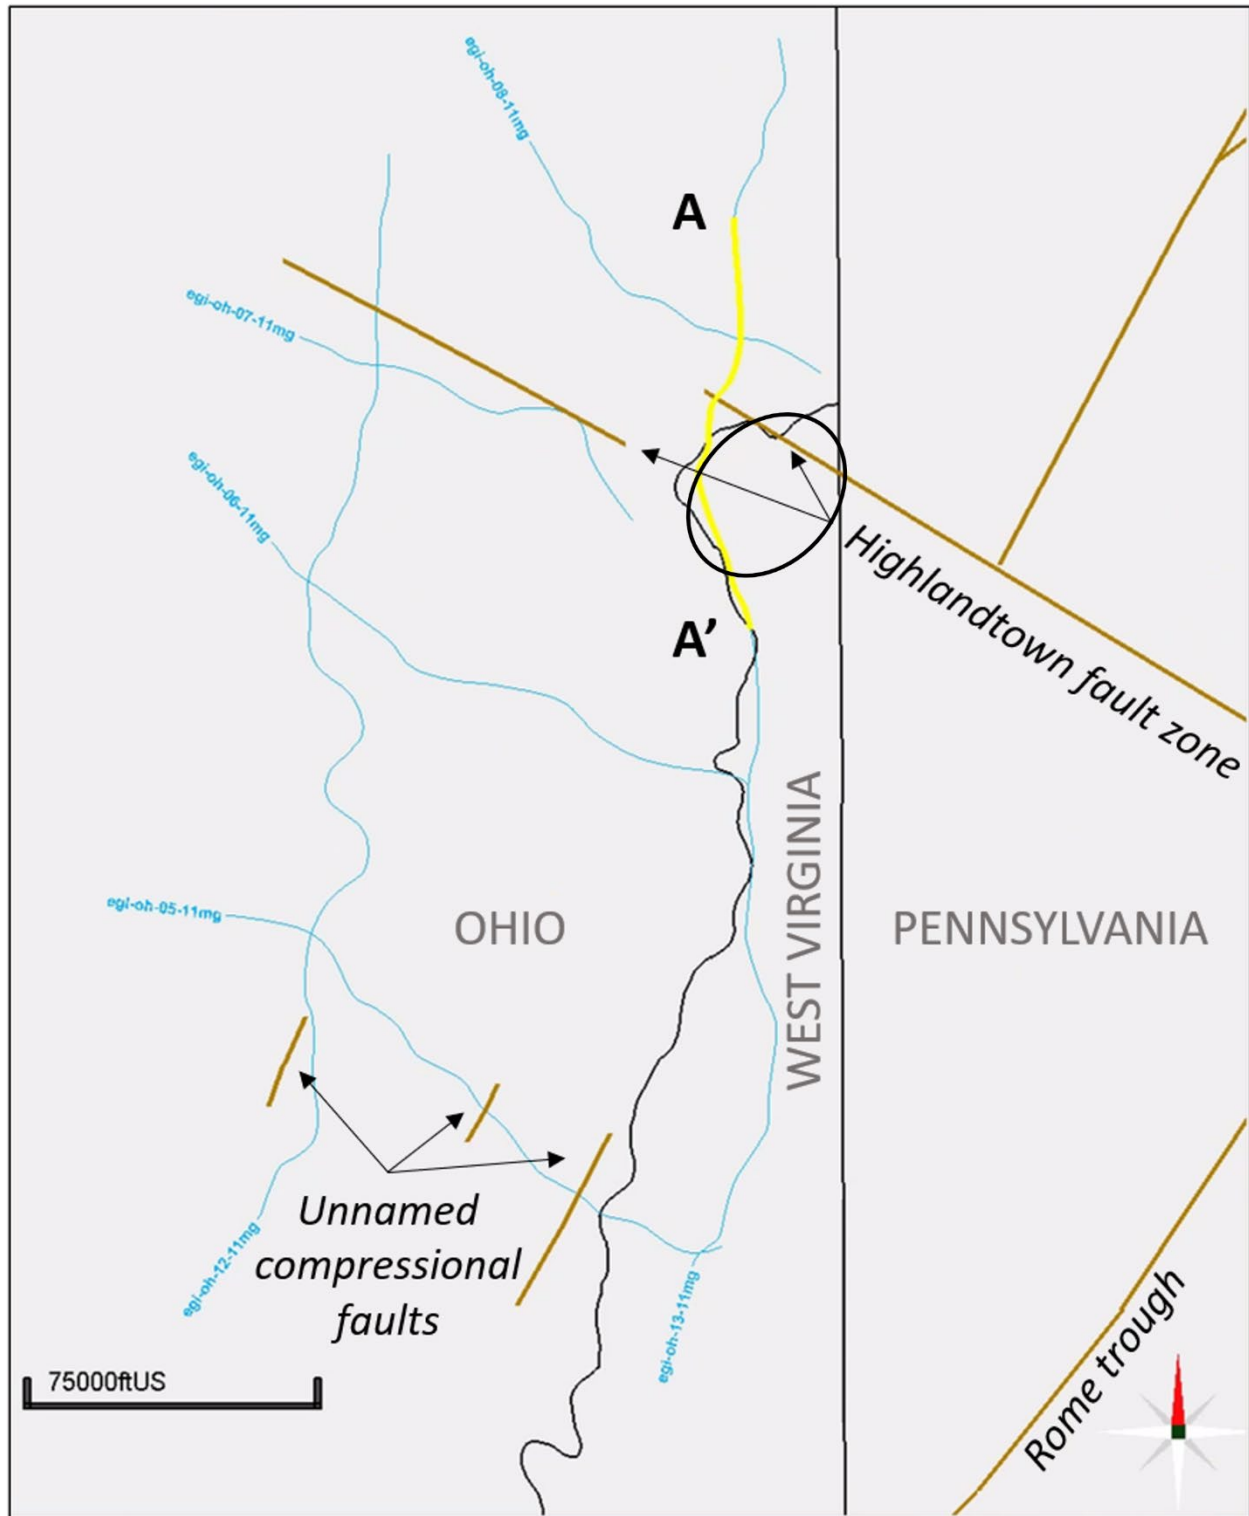 egi-oh-08-11mg
A
egi-oh-07-11mg
egi-oh-06-11mg
Highlandtown fault zone
A’
WEST VIRGINIA
egi-oh-05-11mg
OHIO
PENNSYLVANIA
Unnamed
compressional
faults
egi-oh-12-11mg
egi-oh-13-11mg
Rome trough
75000ftUS